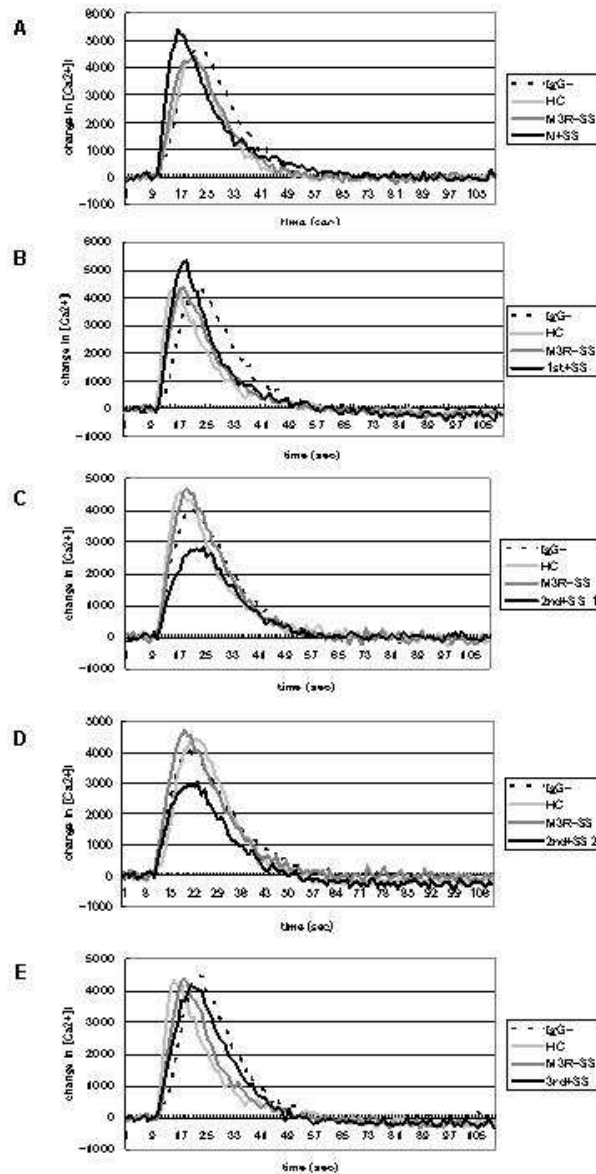 A
6000
5000
4000
3000
2000
1000
0
-1000
change in [Ca2+]i
1 9 17 25 33 41 49 57 65 73 81 89 97 105
time (sec)
IgG-
HC
M3R-SS
N+SS
B
6000
5000
4000
3000
2000
1000
0
-1000
change in [Ca2+]i
1 9 17 25 33 41 49 57 65 73 81 89 97 105
time (sec)
IgG-
HC
M3R-SS
1st+SS
C
5000
4000
3000
2000
1000
0
-1000
change in [Ca2+]i
1 9 17 25 33 41 49 57 65 73 81 89 97 105
time (sec)
IgG-
HC
M3R-SS
2nd+SS 1
D
5000
4000
3000
2000
1000
0
-1000
change in [Ca2+]i
1 8 15 22 29 36 43 50 57 64 71 78 85 92 99 106
time (sec)
IgG-
HC
M3R-SS
2nd+SS 2
E
5000
4000
3000
2000
1000
0
-1000
change in [Ca2+]i
1 9 17 25 33 41 49 57 65 73 81 89 97 105
time (sec)
IgG-
HC
M3R-SS
3rd+SS